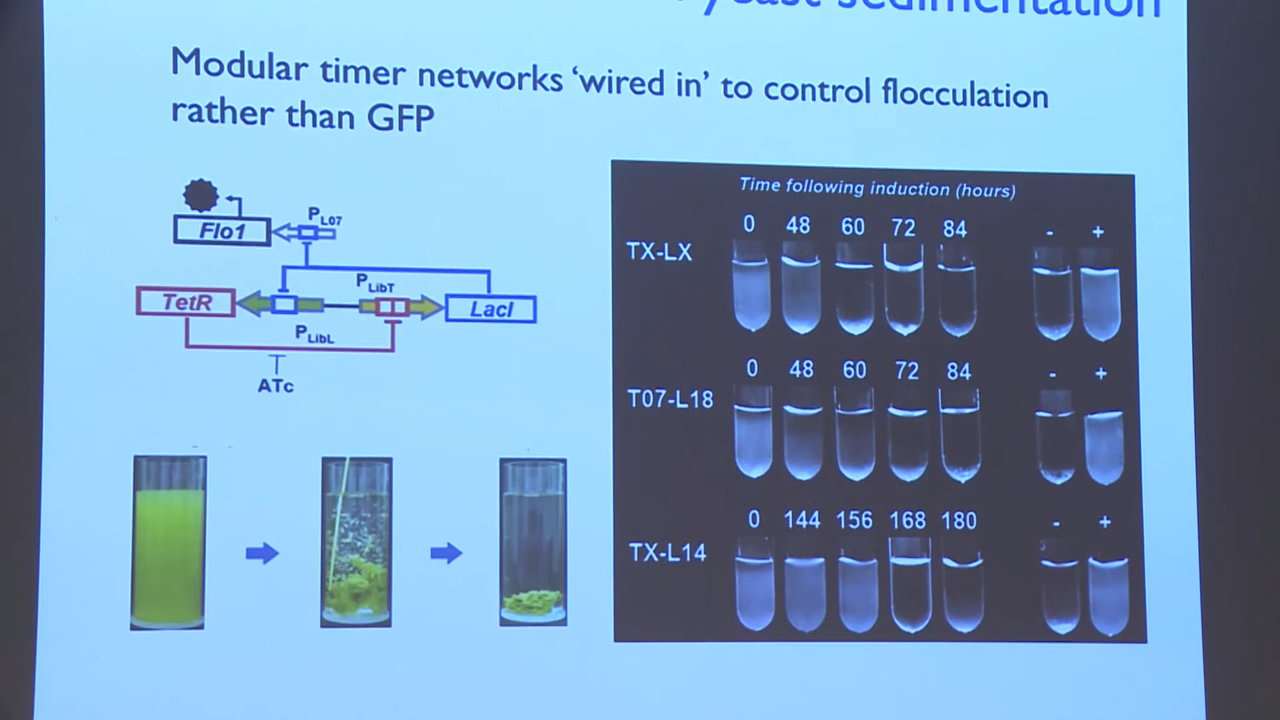 yeast sedimentation
Modular timer networks ‘wired in’ to control flocculation
rather than GFP
Flo1
PL07
PLibT
TetR
LacI
PLibL
ATc
Time following induction (hours)
0 48 60 72 84 - +
TX-LX
0 48 60 72 84 - +
T07-L18
0 144 156 168 180 - +
TX-L14